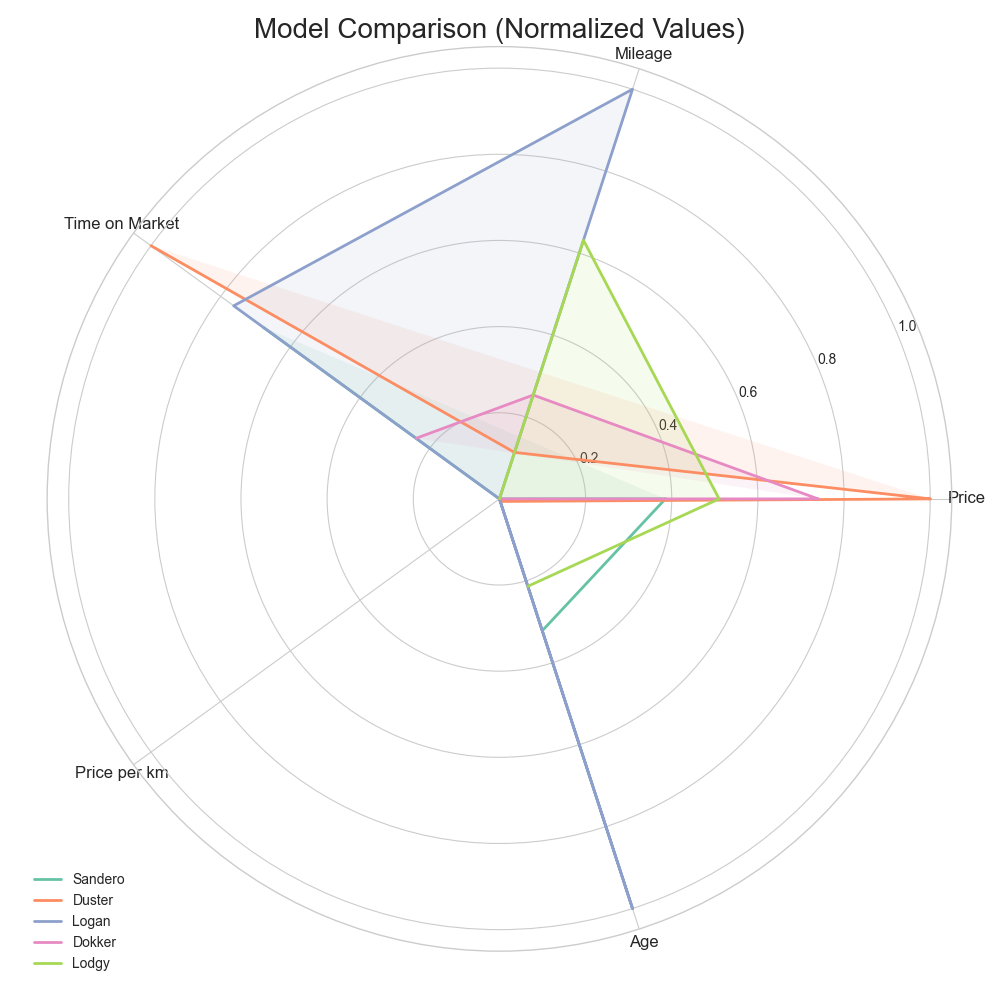 Model Comparison (Normalized Values)
Mileage
Time on Market
1.0
0.8
0.6
0.4
0.2
Price
Price per km
Age
Sandero
Duster
Logan
Dokker
Lodgy